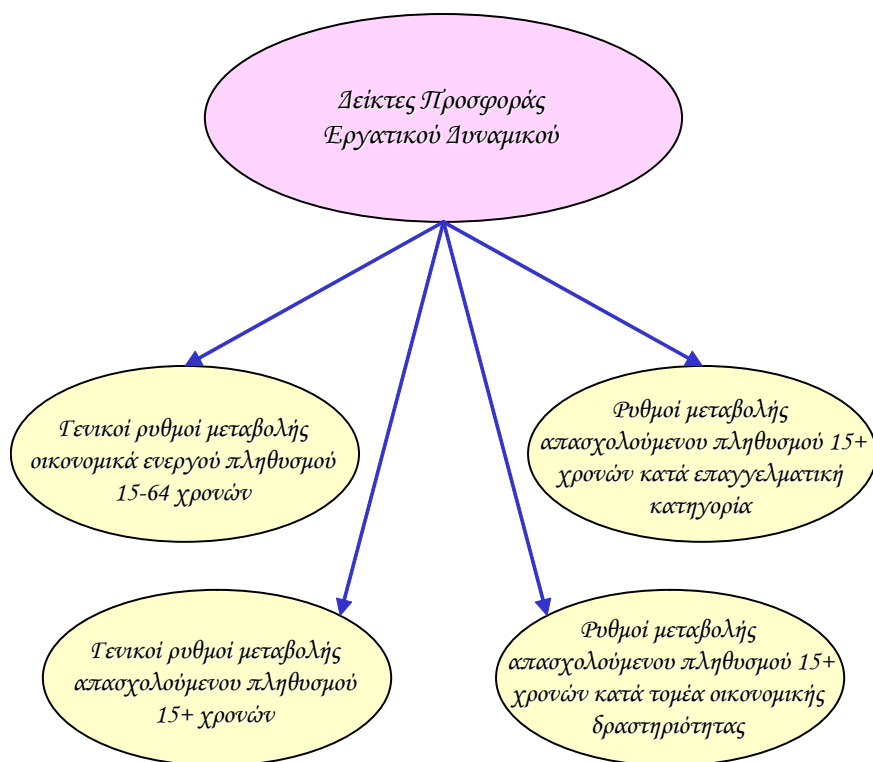 Δείκτες Προσφοράς
Εργατικού Δυναμικού
Γενικοί ρυθμοί μεταβολής
οικονομικά ενεργού πληθυσμού
15-64 χρονών
Ρυθμοί μεταβολής
απασχολούμενου πληθυσμού 15+
χρονών κατά επαγγελματική
κατηγορία
Γενικοί ρυθμοί μεταβολής
απασχολούμενου πληθυσμού
15+ χρονών
Ρυθμοί μεταβολής
απασχολούμενου πληθυσμού 15+
χρονών κατά τομέα οικονομικής
δραστηριότητας